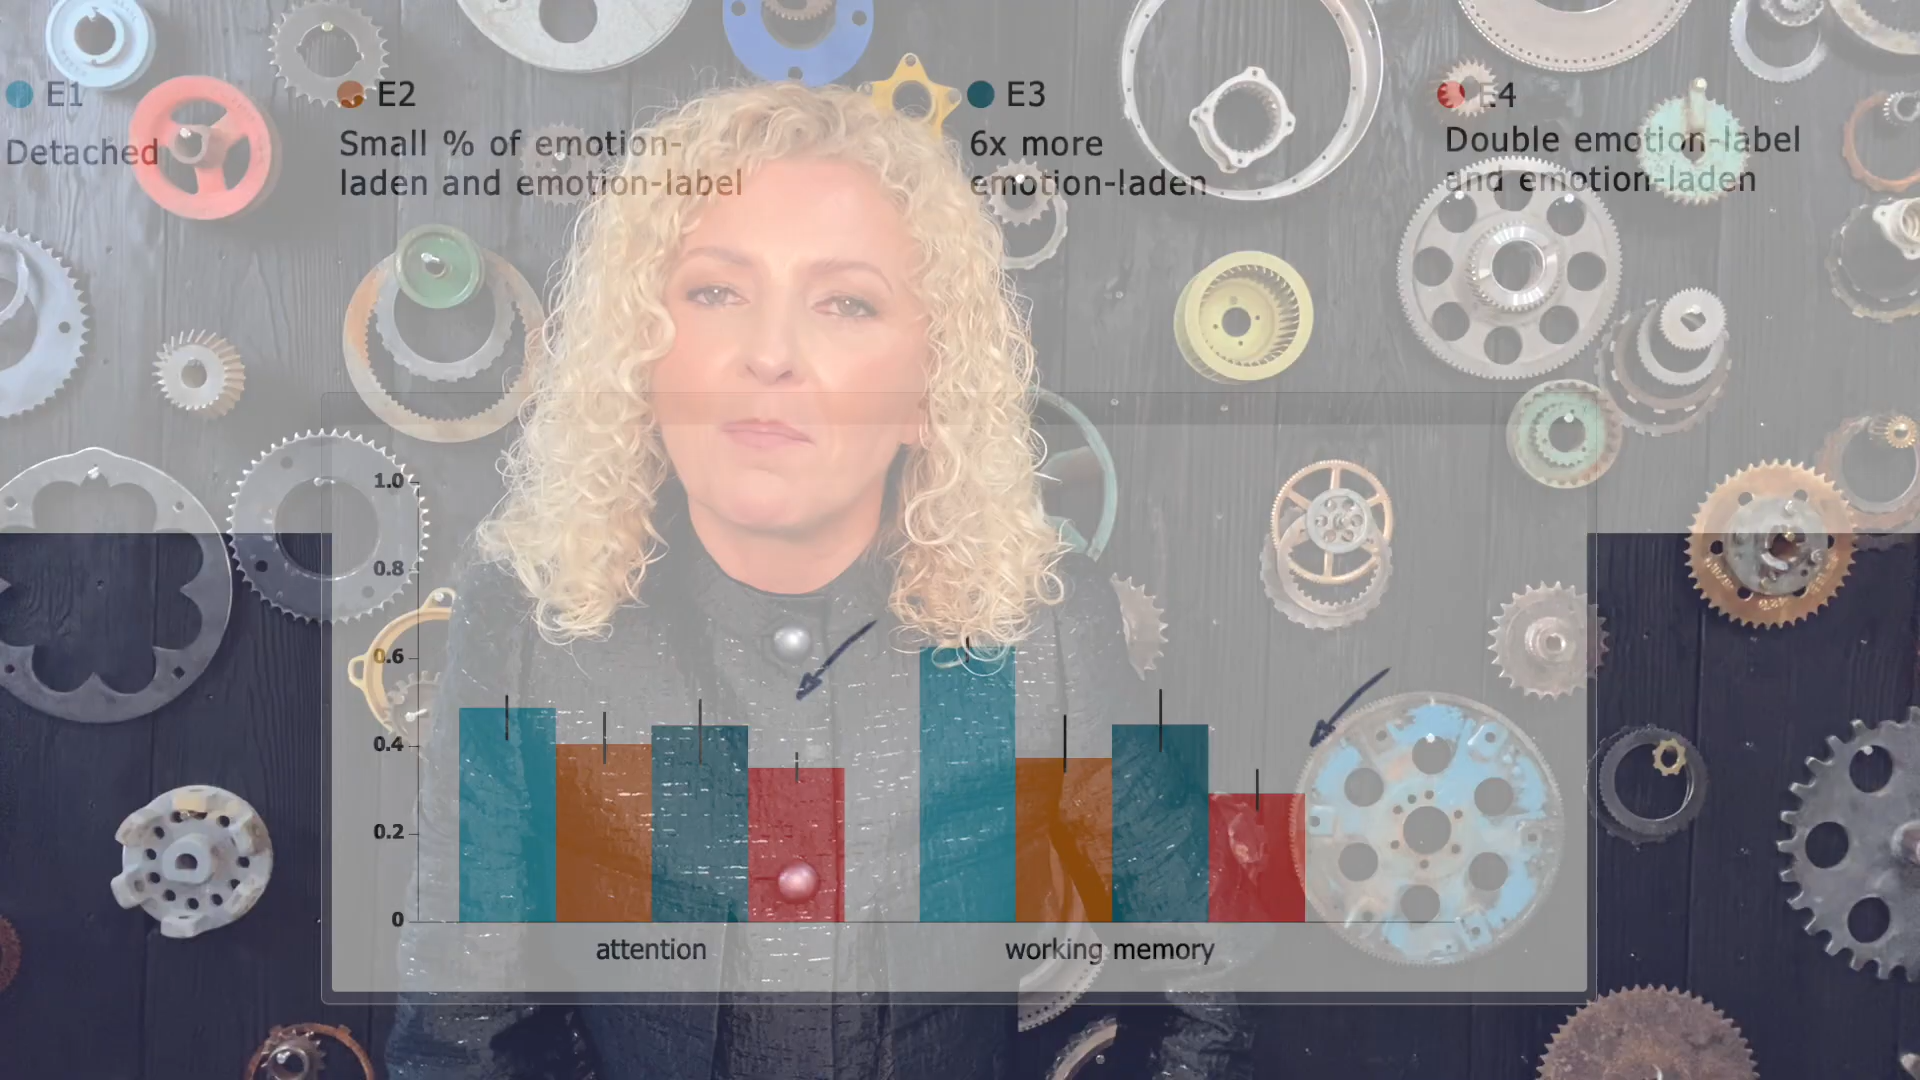 E1
Detached
E2
Small % of emotion-
laden and emotion-label
E3
6x more
emotion-laden
E4
Double emotion-label
and emotion-laden
1.0
0.8
0.6
0.4
0.2
0
attention
working memory